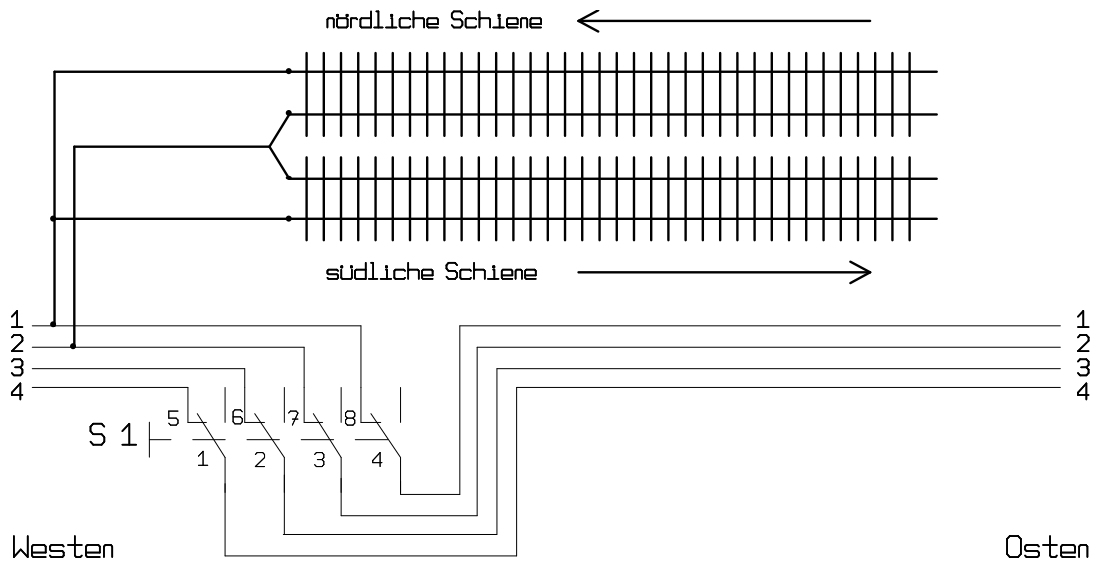 nördliche Schiene
südliche Schiene
1 1
2 2
3 3
4 4
5 6 7 8
S 1
1 2 3 4
Westen Osten